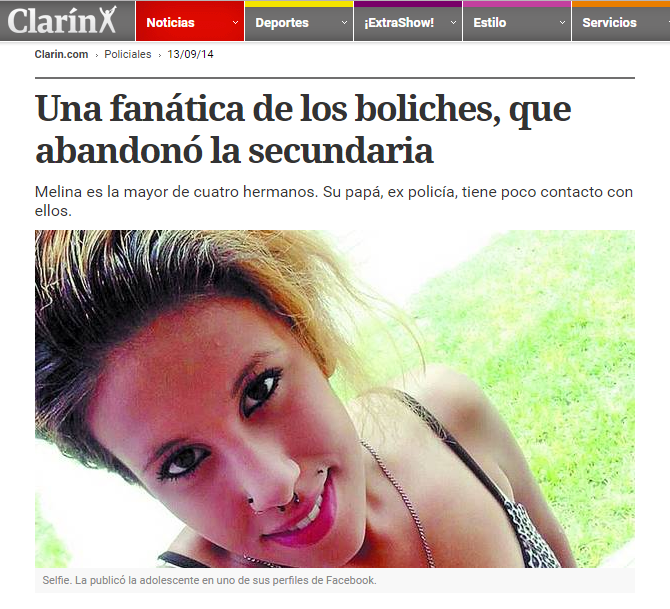 Clarín
Noticias
Deportes
¡ExtraShow!
Estilo
Servicios
Clarin.com › Policiales › 13/09/14
Una fanática de los boliches, que
abandonó la secundaria
Melina es la mayor de cuatro hermanos. Su papá, ex policía, tiene poco contacto con
ellos.
Selfie. La publicó la adolescente en uno de sus perfiles de Facebook.